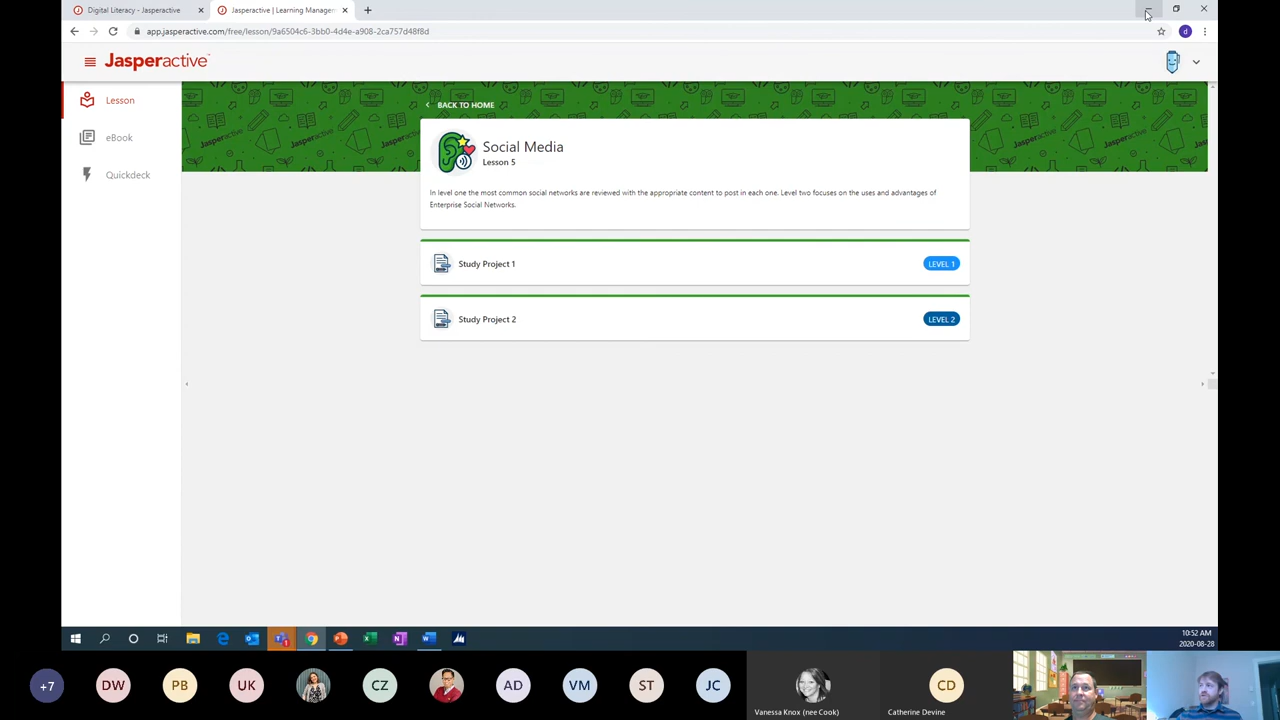 Digital Literacy - Jasperactive
Jasperactive | Learning Managem
app.jasperactive.com/free/lesson/9a6504c6-3bb0-4d4e-a908-2ca757d48f8d
d
Jasperactive™
Lesson
eBook
Quickdeck
BACK TO HOME
Social Media
Lesson 5
In level one the most common social networks are reviewed with the appropriate content to post in each one. Level two focuses on the uses and advantages of
Enterprise Social Networks.
Study Project 1
LEVEL 1
Study Project 2
LEVEL 2
10:52 AM
2020-08-28
+7
DW
PB
UK
CZ
AD
VM
ST
JC
Vanessa Knox (nee Cook)
CD
Catherine Devine